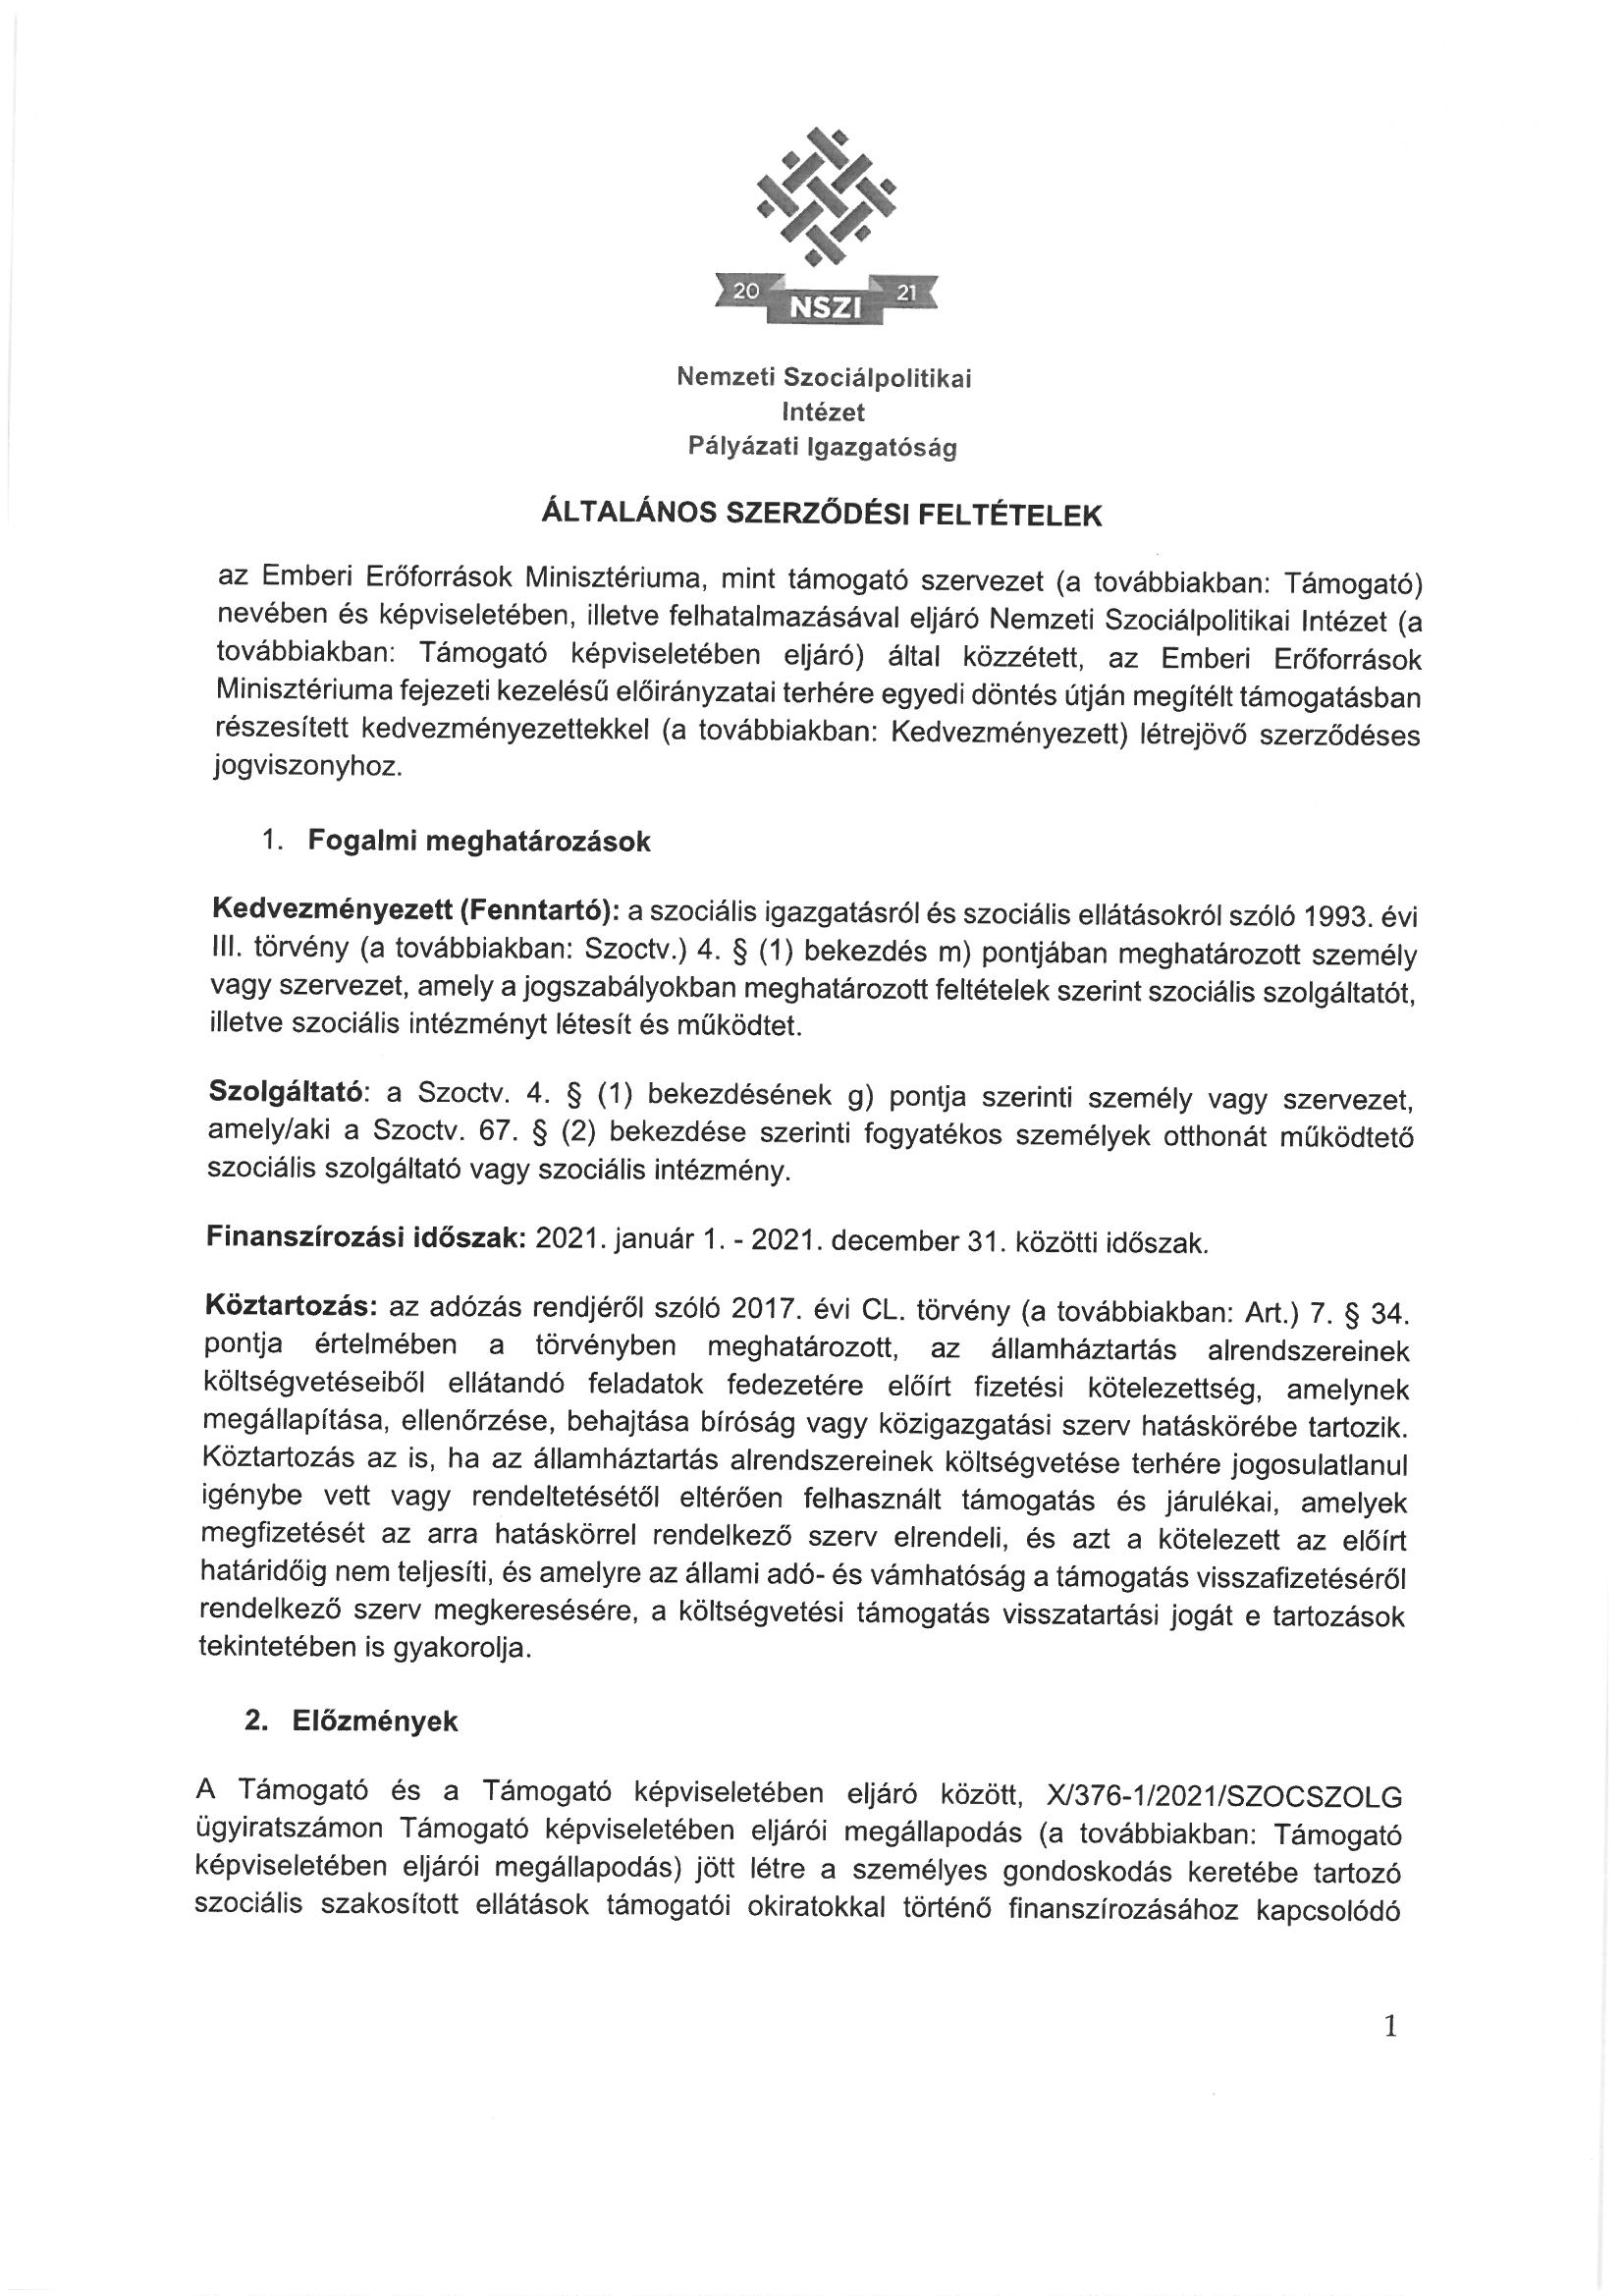 20 NSZI 21
Nemzeti Szociálpolitikai
Intézet
Pályázati Igazgatóság
ÁLTALÁNOS SZERZŐDÉSI FELTÉTELEK
az Emberi Erőforrások Minisztériuma, mint támogató szervezet (a továbbiakban: Támogató)
nevében és képviseletében, illetve felhatalmazásával eljáró Nemzeti Szociálpolitikai Intézet (a
továbbiakban: Támogató képviseletében eljáró) által közzétett, az Emberi Erőforrások
Minisztériuma fejezeti kezelésű előirányzatai terhére egyedi döntés útján megítélt támogatásban
részesített kedvezményezettekkel (a továbbiakban: Kedvezményezett) létrejövő szerződéses
jogviszonyhoz.
1. Fogalmi meghatározások
Kedvezményezett (Fenntartó): a szociális igazgatásról és szociális ellátásokról szóló 1993. évi
III. törvény (a továbbiakban: Szoctv.) 4. § (1) bekezdés m) pontjában meghatározott személy
vagy szervezet, amely a jogszabályokban meghatározott feltételek szerint szociális szolgáltatót,
illetve szociális intézményt létesít és működtet.
Szolgáltató: a Szoctv. 4. § (1) bekezdésének g) pontja szerinti személy vagy szervezet,
amely/aki a Szoctv. 67. § (2) bekezdése szerinti fogyatékos személyek otthonát működtető
szociális szolgáltató vagy szociális intézmény.
Finanszírozási időszak: 2021. január 1. - 2021. december 31. közötti időszak.
Köztartozás: az adózás rendjéről szóló 2017. évi CL. törvény (a továbbiakban: Art.) 7. § 34.
pontja értelmében a törvényben meghatározott, az államháztartás alrendszereinek
költségvetéseiből ellátandó feladatok fedezetére előírt fizetési kötelezettség, amelynek
megállapítása, ellenőrzése, behajtása bíróság vagy közigazgatási szerv hatáskörébe tartozik.
Köztartozás az is, ha az államháztartás alrendszereinek költségvetése terhére jogosulatlanul
igénybe vett vagy rendeltetésétől eltérően felhasznált támogatás és járulékai, amelyek
megfizetését az arra hatáskörrel rendelkező szerv elrendeli, és azt a kötelezett az előírt
határidőig nem teljesíti, és amelyre az állami adó- és vámhatóság a támogatás visszafizetéséről
rendelkező szerv megkeresésére, a költségvetési támogatás visszatartási jogát e tartozások
tekintetében is gyakorolja.
2. Előzmények
A Támogató és a Támogató képviseletében eljáró között, X/376-1/2021/SZOCSZOLG
ügyiratszámon Támogató képviseletében eljárói megállapodás (a továbbiakban: Támogató
képviseletében eljárói megállapodás) jött létre a személyes gondoskodás keretébe tartozó
szociális szakosított ellátások támogatói okiratokkal történő finanszírozásához kapcsolódó
1